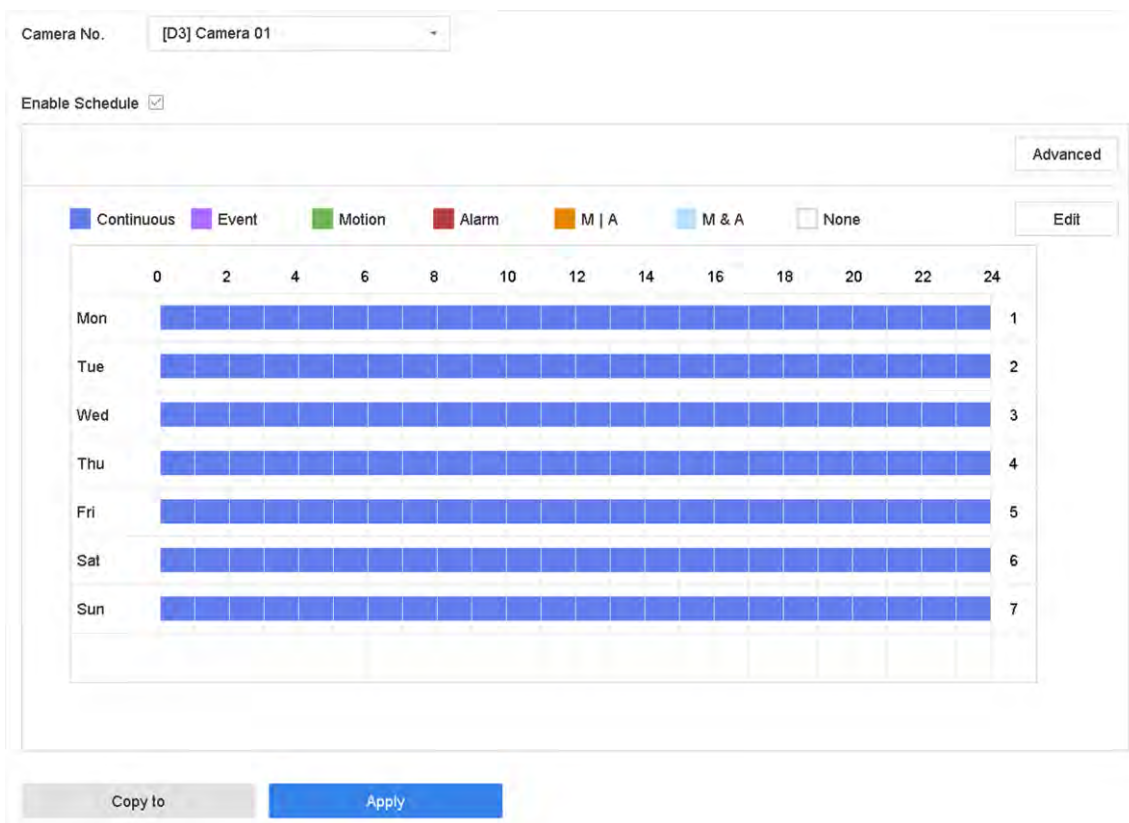 Camera No. [D3] Camera 01
Enable Schedule
Advanced
Continuous Event Motion Alarm M | A M & A None Edit
0 2 4 6 8 10 12 14 16 18 20 22 24
Mon 1
Tue 2
Wed 3
Thu 4
Fri 5
Sat 6
Sun 7
Copy to Apply